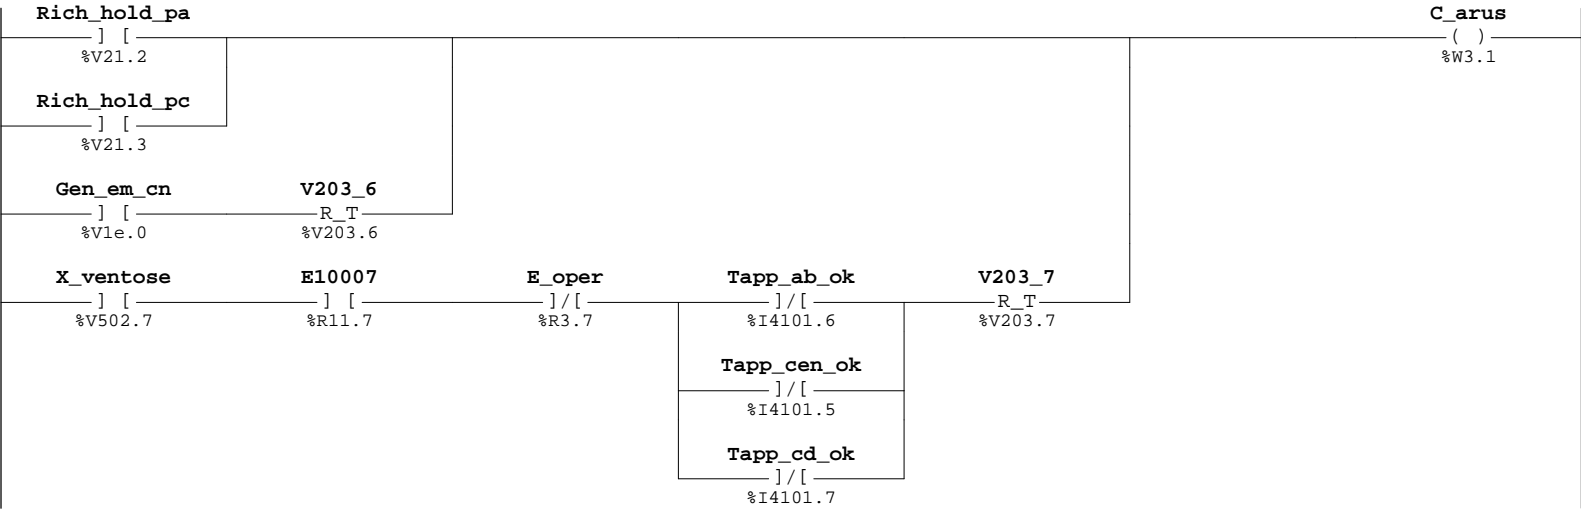 Rich_hold_pa C_arus
] [ ( )
%V21.2 %W3.1
Rich_hold_pc
] [
%V21.3
Gen_em_cn V203_6
] [ R_T
%V1e.0 %V203.6
X_ventose E10007 E_oper Tapp_ab_ok V203_7
] [ ] [ ]/[ ]/[ R_T
%V502.7 %R11.7 %R3.7 %I4101.6 %V203.7
Tapp_cen_ok
]/[
%I4101.5
Tapp_cd_ok
]/[
%I4101.7